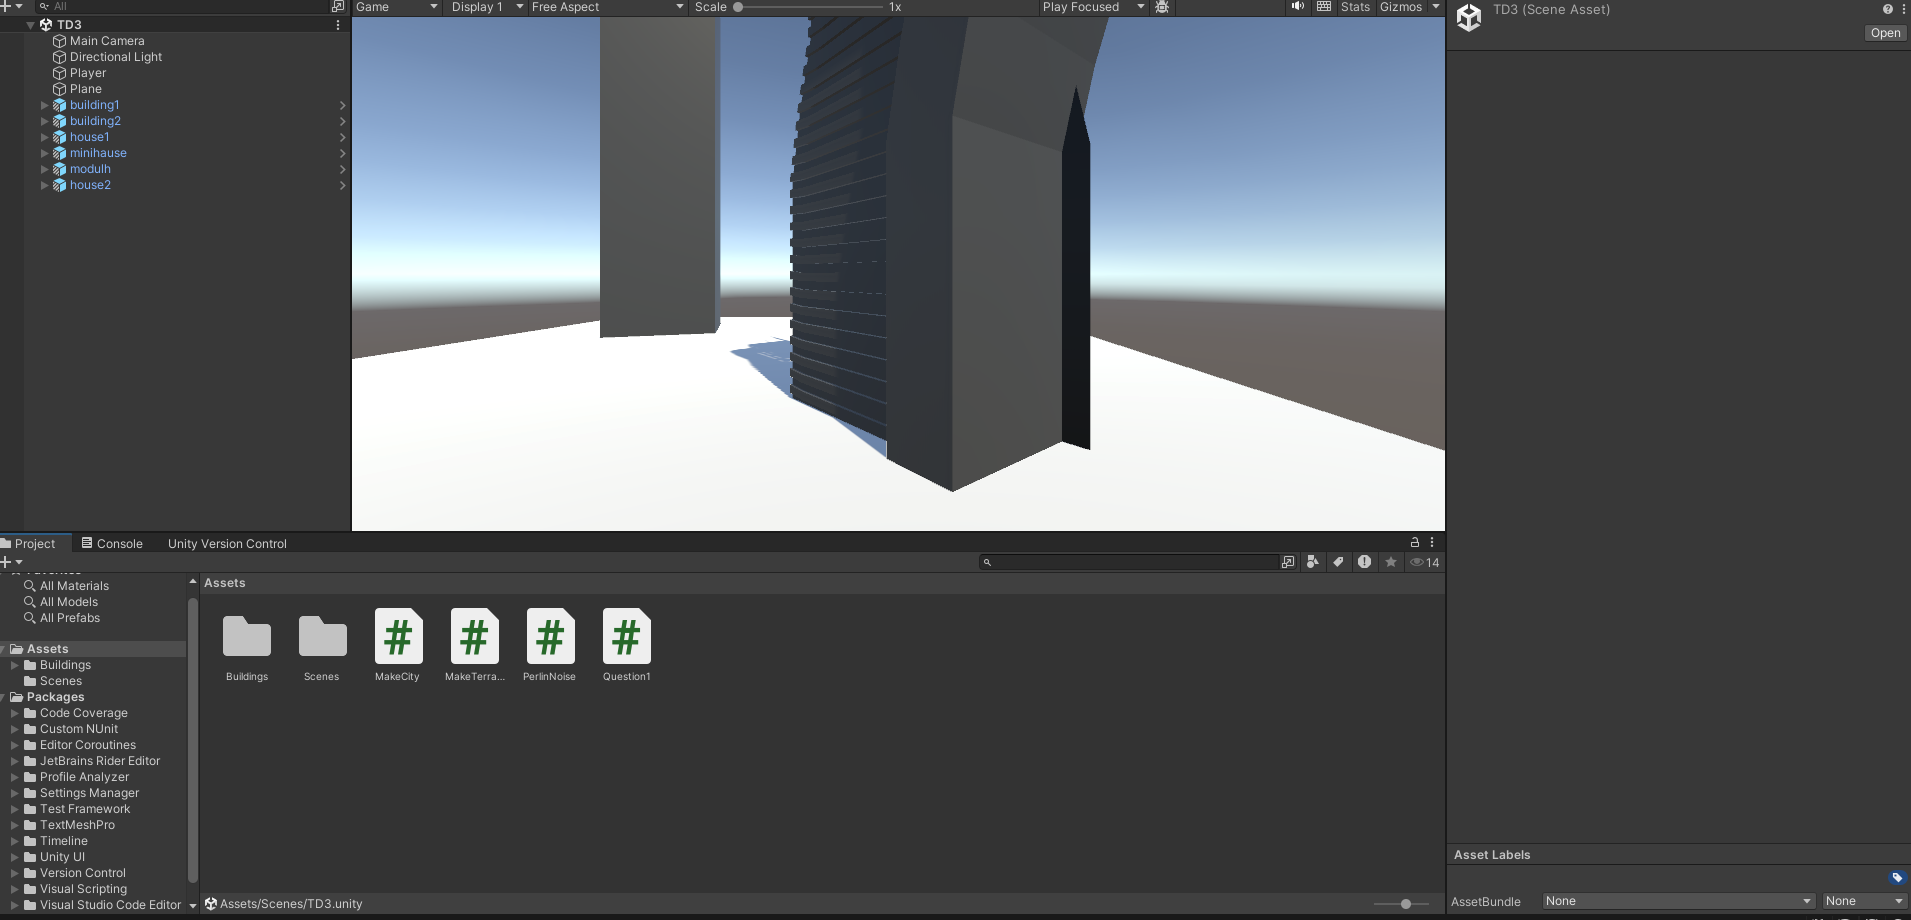 All
Game
Display 1
Free Aspect
Scale
1x
Play Focused
Stats
Gizmos
TD3 (Scene Asset)
Open
TD3
Main Camera
Directional Light
Player
Plane
building1
building2
house1
minihause
modulh
house2
Project
Console
Unity Version Control
14
All Materials
All Models
All Prefabs
Assets
Buildings
Scenes
Packages
Code Coverage
Custom NUnit
Editor Coroutines
JetBrains Rider Editor
Profile Analyzer
Settings Manager
Test Framework
TextMeshPro
Timeline
Unity UI
Version Control
Visual Scripting
Visual Studio Code Editor
Assets
Buildings
Scenes
MakeCity
MakeTerra...
PerlinNoise
Question1
Assets/Scenes/TD3.unity
Asset Labels
AssetBundle
None
None